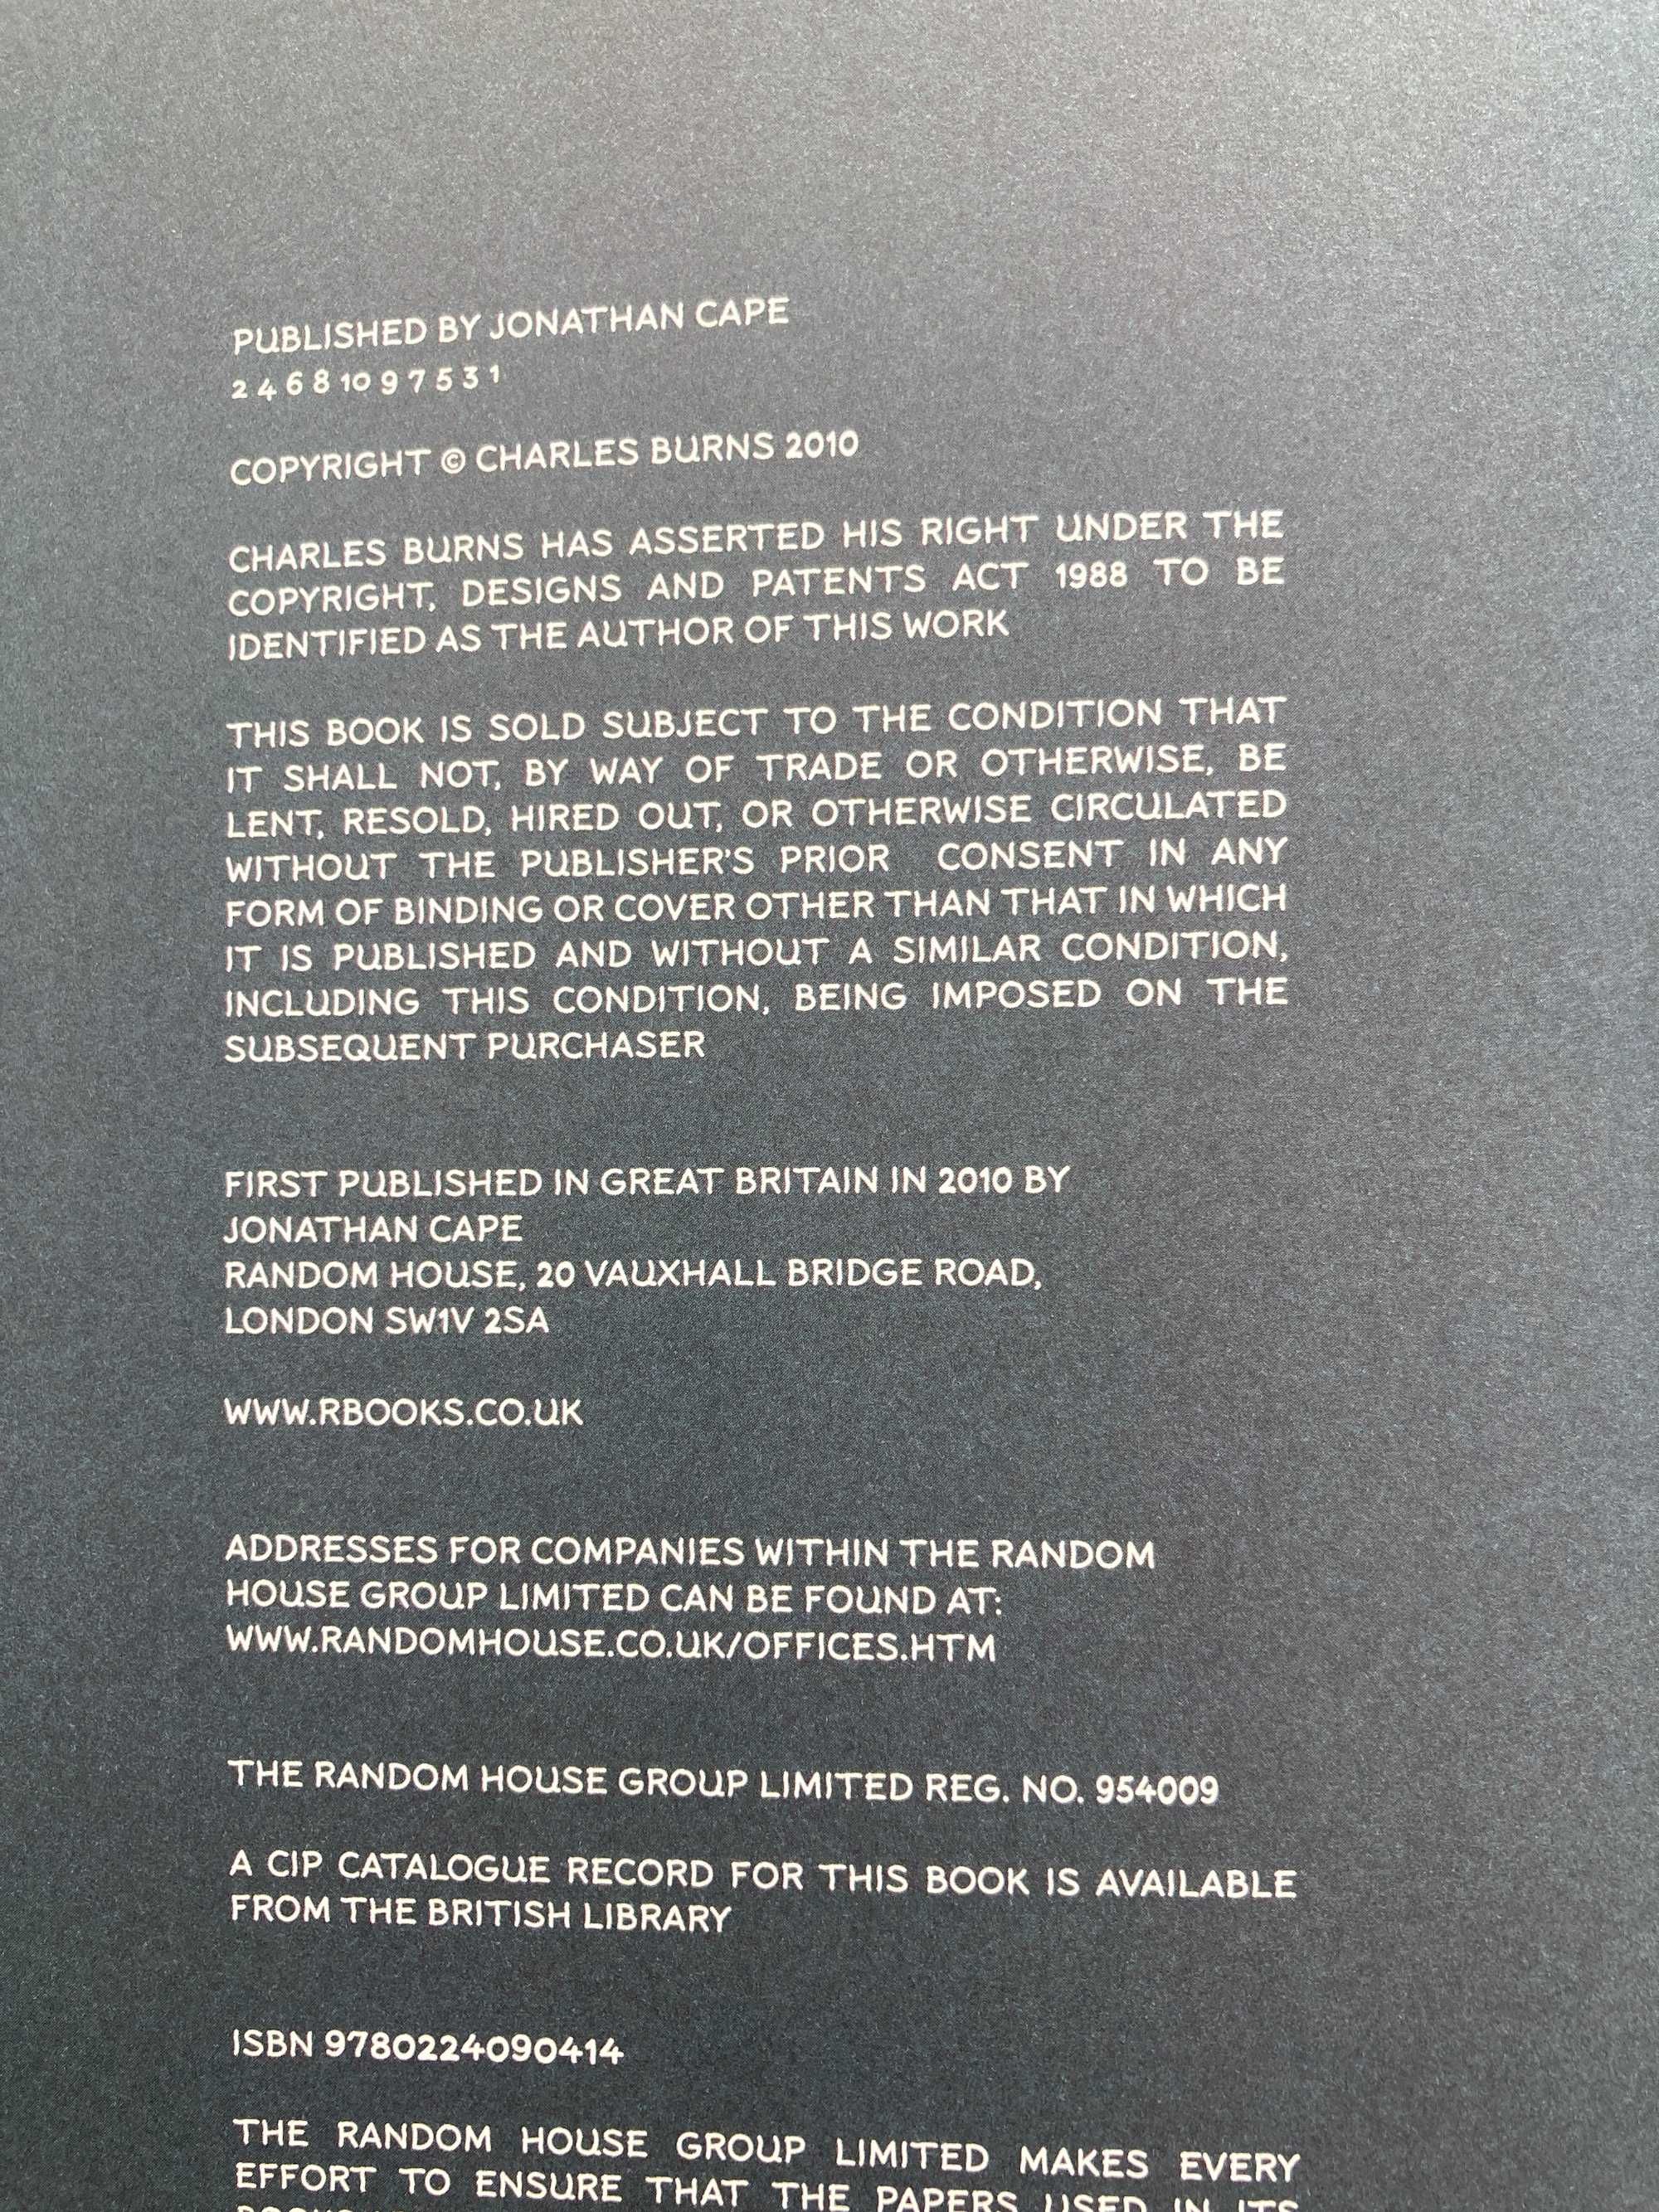 PUBLISHED BY JONATHAN CAPE
2 4 6 8 10 9 7 5 3 1
COPYRIGHT © CHARLES BURNS 2010
CHARLES BURNS HAS ASSERTED HIS RIGHT UNDER THE
COPYRIGHT, DESIGNS AND PATENTS ACT 1988 TO BE
IDENTIFIED AS THE AUTHOR OF THIS WORK
THIS BOOK IS SOLD SUBJECT TO THE CONDITION THAT
IT SHALL NOT, BY WAY OF TRADE OR OTHERWISE, BE
LENT, RESOLD, HIRED OUT, OR OTHERWISE CIRCULATED
WITHOUT THE PUBLISHER'S PRIOR CONSENT IN ANY
FORM OF BINDING OR COVER OTHER THAN THAT IN WHICH
IT IS PUBLISHED AND WITHOUT A SIMILAR CONDITION,
INCLUDING THIS CONDITION, BEING IMPOSED ON THE
SUBSEQUENT PURCHASER
FIRST PUBLISHED IN GREAT BRITAIN IN 2010 BY
JONATHAN CAPE
RANDOM HOUSE, 20 VAUXHALL BRIDGE ROAD,
LONDON SW1V 2SA
WWW.RBOOKS.CO.UK
ADDRESSES FOR COMPANIES WITHIN THE RANDOM
HOUSE GROUP LIMITED CAN BE FOUND AT:
WWW.RANDOMHOUSE.CO.UK/OFFICES.HTM
THE RANDOM HOUSE GROUP LIMITED REG. NO. 954009
A CIP CATALOGUE RECORD FOR THIS BOOK IS AVAILABLE
FROM THE BRITISH LIBRARY
ISBN 9780224090414
THE RANDOM HOUSE GROUP LIMITED MAKES EVERY
EFFORT TO ENSURE THAT THE PAPERS USED IN ITS